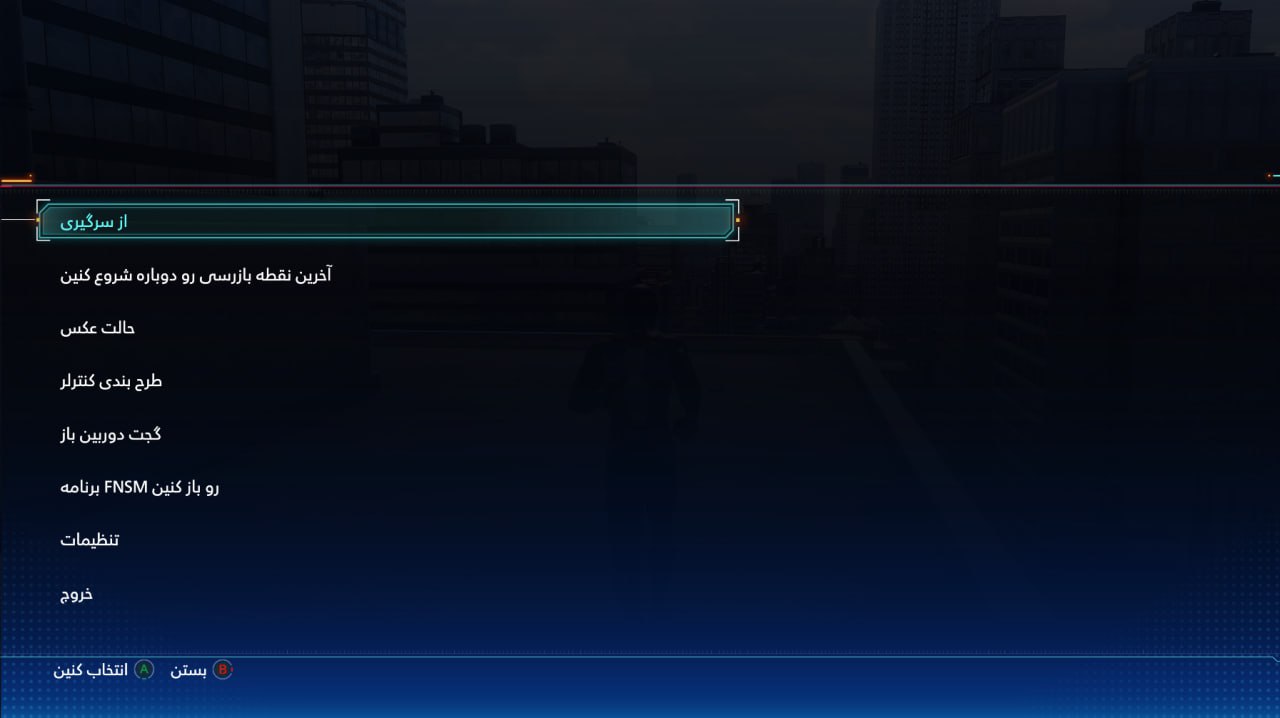 از سرگیری
آخرین نقطه بازرسی رو دوباره شروع کنین
حالت عکس
طرح بندی کنترلر
گجت دوربین باز
رو باز کنین FNSM برنامه
تنظیمات
خروج
انتخاب کنین A بستن B